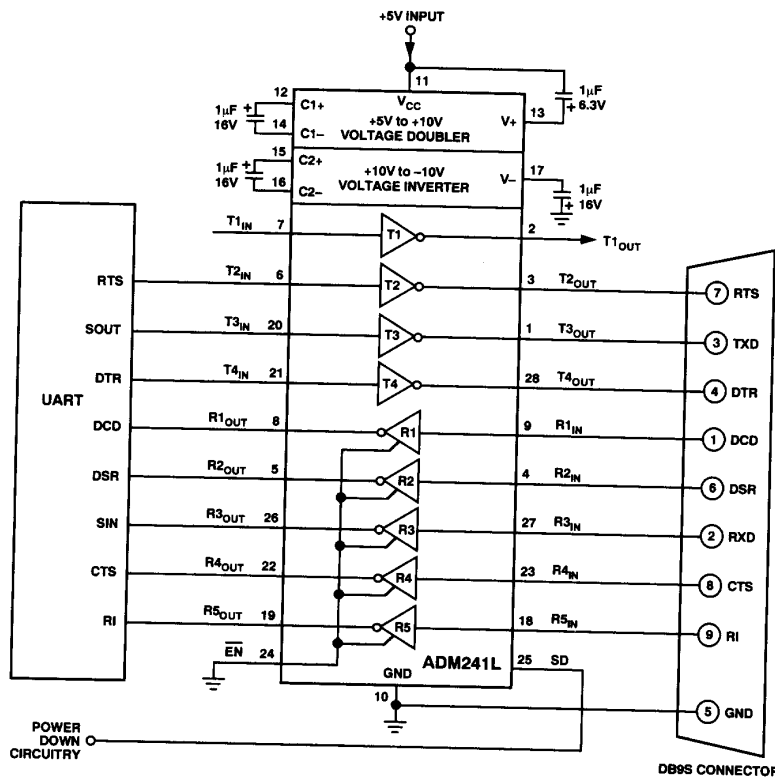 +5V INPUT
11
12
C1+
1µF
16V
+
14
C1–
VCC
+5V to +10V
VOLTAGE DOUBLER
V+
13
1µF
+ 6.3V
15
C2+
1µF
16V
+
16
C2–
+10V to –10V
VOLTAGE INVERTER
V–
17
1µF
+ 16V
T1IN 7 T1 2 T1OUT
RTS T2IN 6 T2 3 T2OUT 7 RTS
SOUT T3IN 20 T3 1 T3OUT 3 TXD
DTR T4IN 21 T4 28 T4OUT 4 DTR
UART
DCD R1OUT 8 R1 9 R1IN 1 DCD
DSR R2OUT 5 R2 4 R2IN 6 DSR
SIN R3OUT 26 R3 27 R3IN 2 RXD
CTS R4OUT 22 R4 23 R4IN 8 CTS
RI R5OUT 19 R5 18 R5IN 9 RI
EN
24
GND
ADM241L
25 SD
10
5 GND
POWER
DOWN
CIRCUITRY
DB9S CONNECTOR